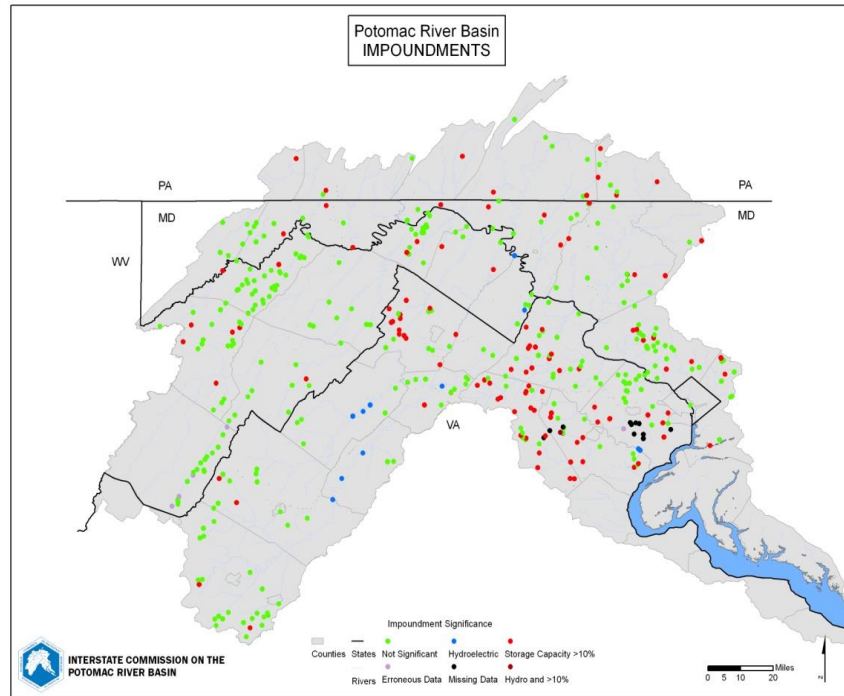 Potomac River Basin
IMPOUNDMENTS
PA
PA
MD
MD
WV
VA
Impoundment Significance
Counties
States
Not Significant
Hydroelectric
Storage Capacity >10%
Rivers
Erroneous Data
Missing Data
Hydro and >10%
INTERSTATE COMMISSION ON THE
POTOMAC RIVER BASIN
Miles
0 5 10 20
N